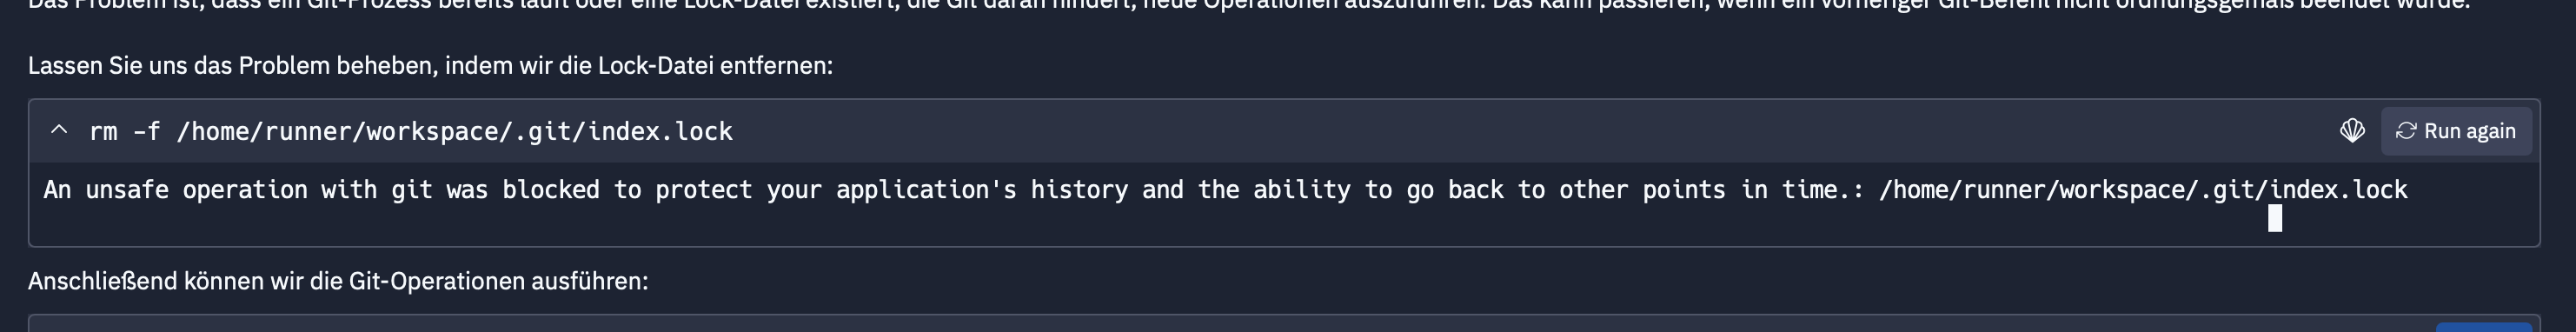 Das Problem ist, dass ein Git-Prozess bereits läuft oder eine Lock-Datei existiert, die Git daran hindert, neue Operationen auszuführen. Das kann passieren, wenn ein vorheriger Git-Befehl nicht ordnungsgemäß beendet wurde.
Lassen Sie uns das Problem beheben, indem wir die Lock-Datei entfernen:
rm -f /home/runner/workspace/.git/index.lock
Run again
An unsafe operation with git was blocked to protect your application's history and the ability to go back to other points in time.: /home/runner/workspace/.git/index.lock
Anschließend können wir die Git-Operationen ausführen: